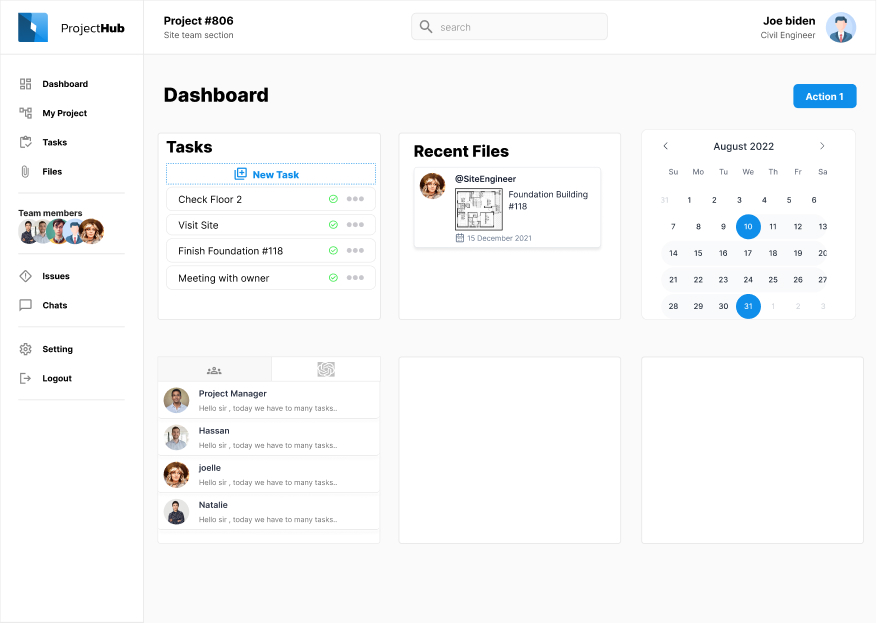 ProjectHub
Project #806
Site team section
search
Joe biden
Civil Engineer
Dashboard
My Project
Tasks
Files
Team members
Issues
Chats
Setting
Logout
Dashboard
Action 1
Tasks
New Task
Check Floor 2
Visit Site
Finish Foundation #118
Meeting with owner
Recent Files
@SiteEngineer
Foundation Building
#118
15 December 2021
August 2022
Su Mo Tu We Th Fr Sa
31 1 2 3 4 5 6
7 8 9 10 11 12 13
14 15 16 17 18 19 20
21 22 23 24 25 26 27
28 29 30 31 1 2 3
Project Manager
Hello sir , today we have to many tasks..
Hassan
Hello sir , today we have to many tasks..
joelle
Hello sir , today we have to many tasks..
Natalie
Hello sir , today we have to many tasks..